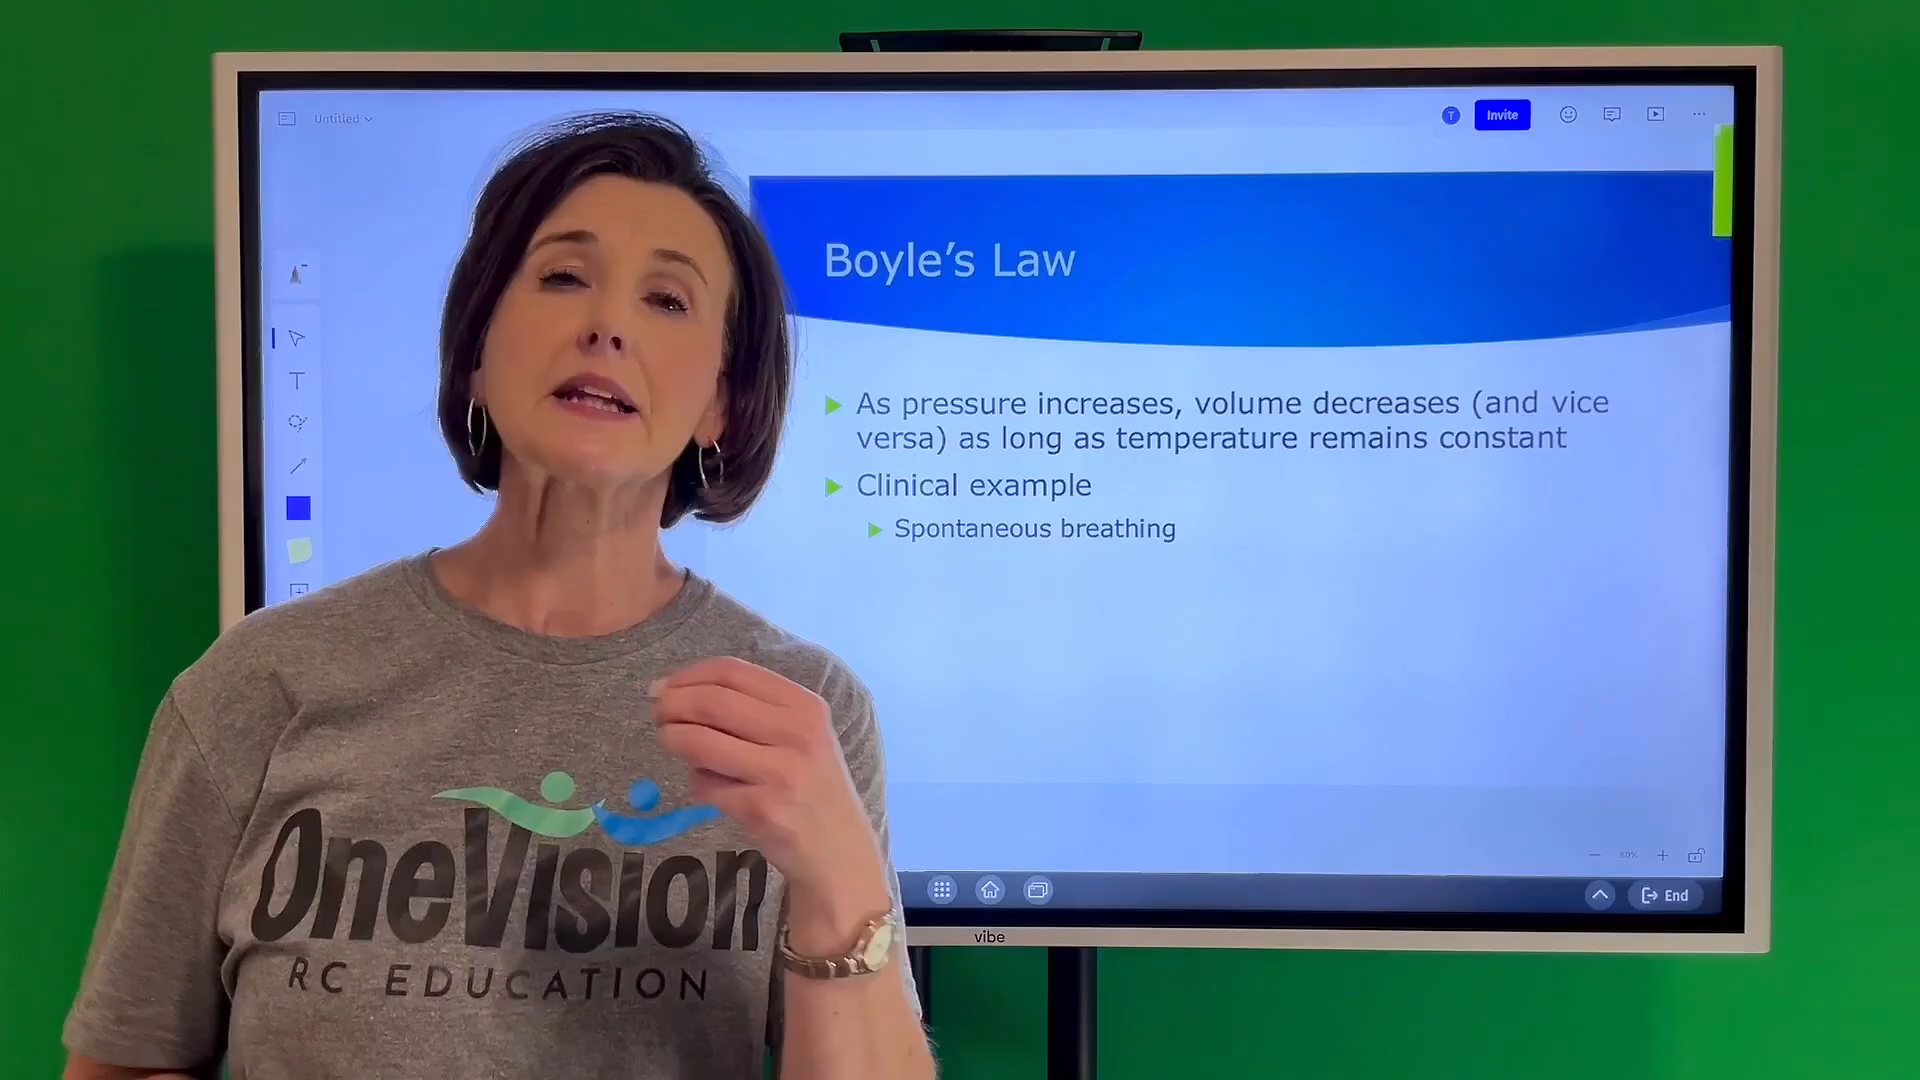 Untitled
T
Invite
Boyle's Law
As pressure increases, volume decreases (and vice
versa) as long as temperature remains constant
Clinical example
Spontaneous breathing
80%
End
vibe
OneVision
RC EDUCATION